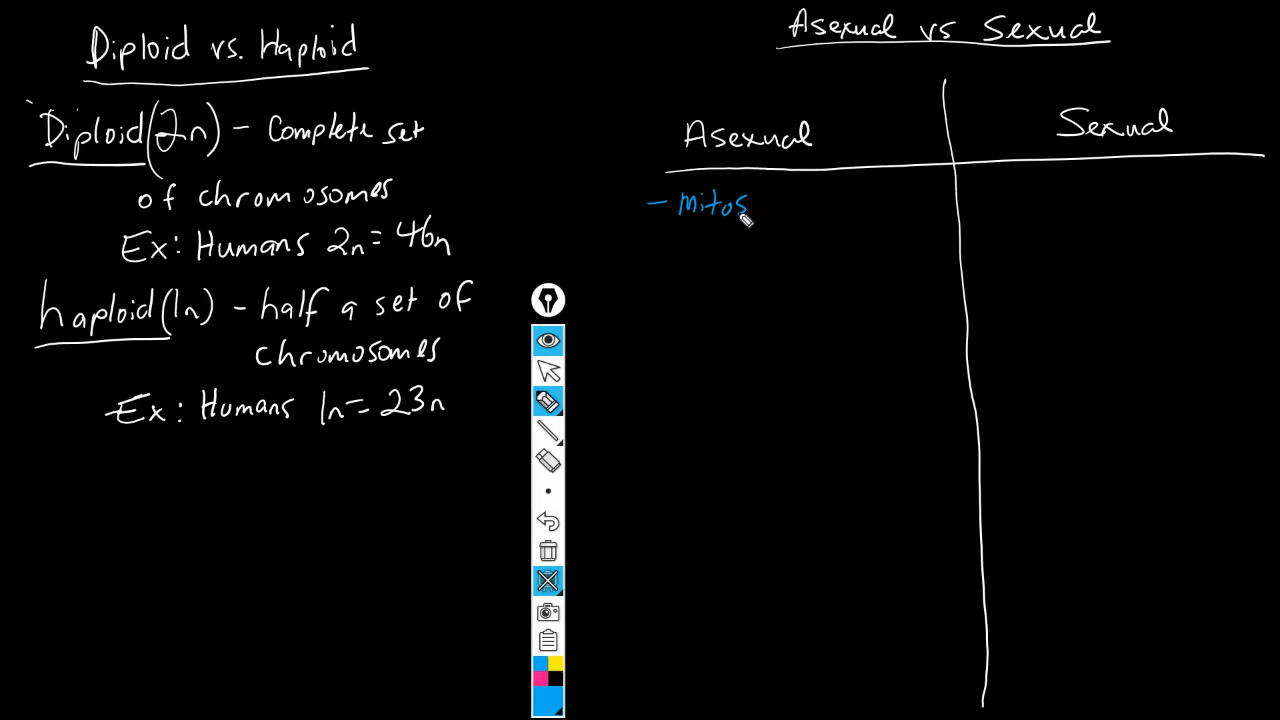 Diploid vs. Haploid
Diploid (2n) - Complete set
of chromosomes
Ex: Humans 2n = 46n
haploid (1n) - half a set of
chromosomes
Ex: Humans 1n = 23n
Asexual vs Sexual
Asexual
Sexual
- Mitos